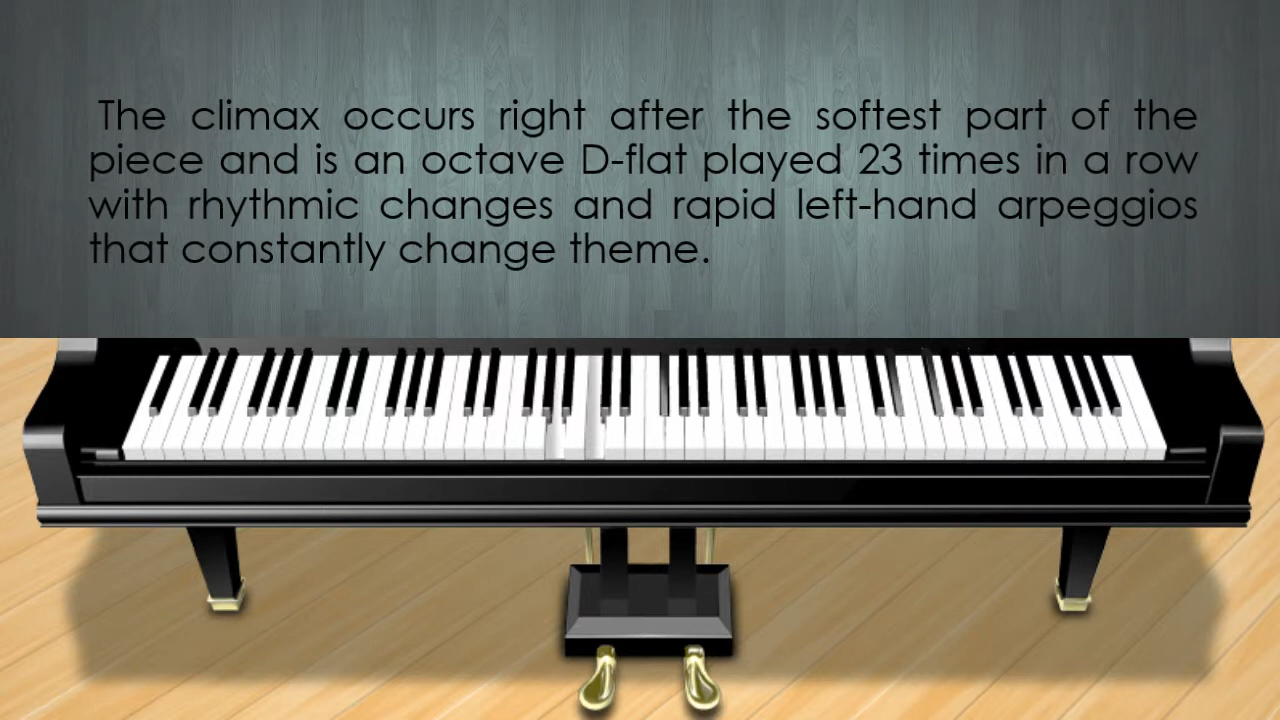 The climax occurs right after the softest part of the
piece and is an octave D-flat played 23 times in a row
with rhythmic changes and rapid left-hand arpeggios
that constantly change theme.